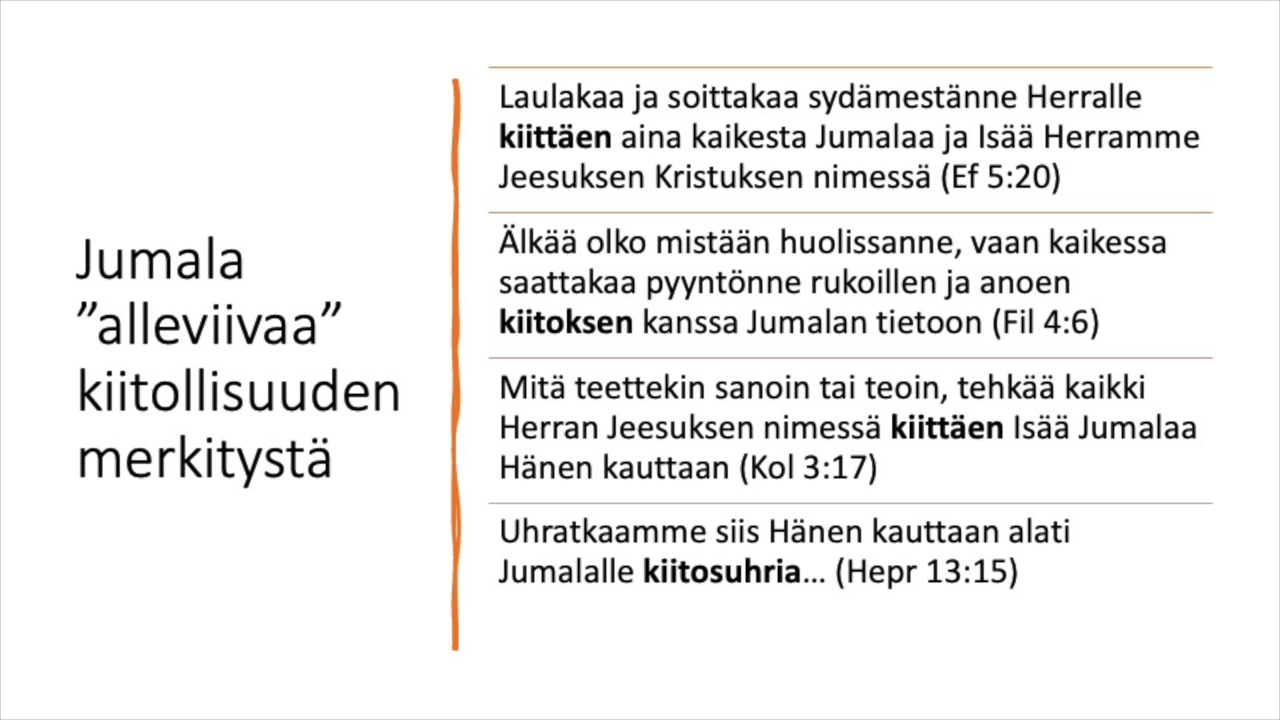 Jumala
”alleviivaa”
kiitollisuuden
merkitystä
Laulakaa ja soittakaa sydämestänne Herralle
kiittäen aina kaikesta Jumalaa ja Isää Herramme
Jeesuksen Kristuksen nimessä (Ef 5:20)
Älkää olko mistään huolissanne, vaan kaikessa
saattakaa pyyntönne rukoillen ja anoen
kiitoksen kanssa Jumalan tietoon (Fil 4:6)
Mitä teettekin sanoin tai teoin, tehkää kaikki
Herran Jeesuksen nimessä kiittäen Isää Jumalaa
Hänen kauttaan (Kol 3:17)
Uhratkaamme siis Hänen kauttaan alati
Jumalalle kiitosuhria… (Hepr 13:15)